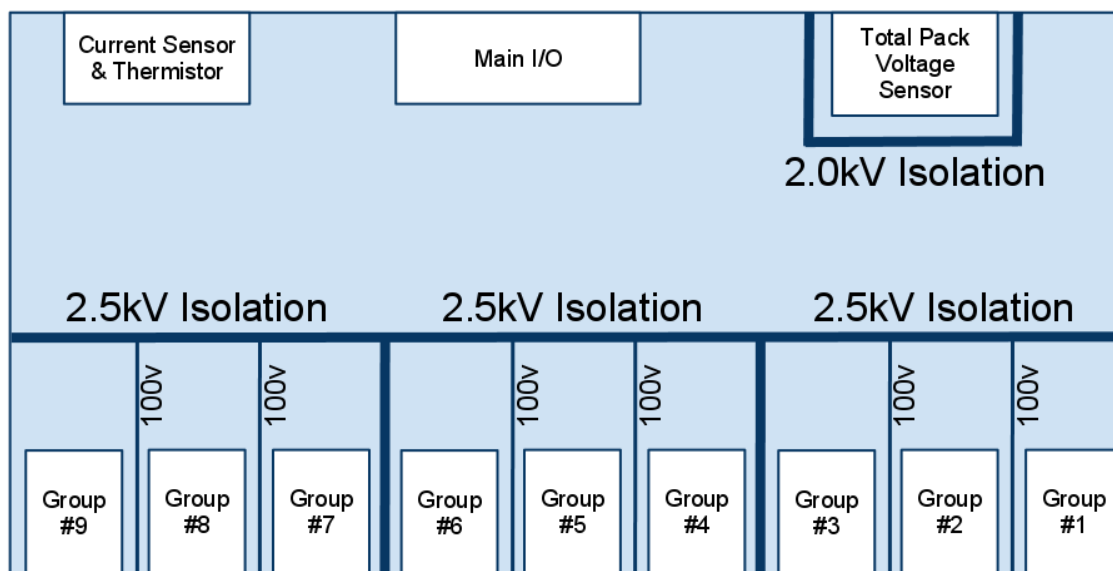 Current Sensor
& Thermistor
Main I/O
Total Pack
Voltage
Sensor
2.0kV Isolation
2.5kV Isolation
2.5kV Isolation
2.5kV Isolation
100v
100v
100v
100v
100v
100v
Group
#9
Group
#8
Group
#7
Group
#6
Group
#5
Group
#4
Group
#3
Group
#2
Group
#1